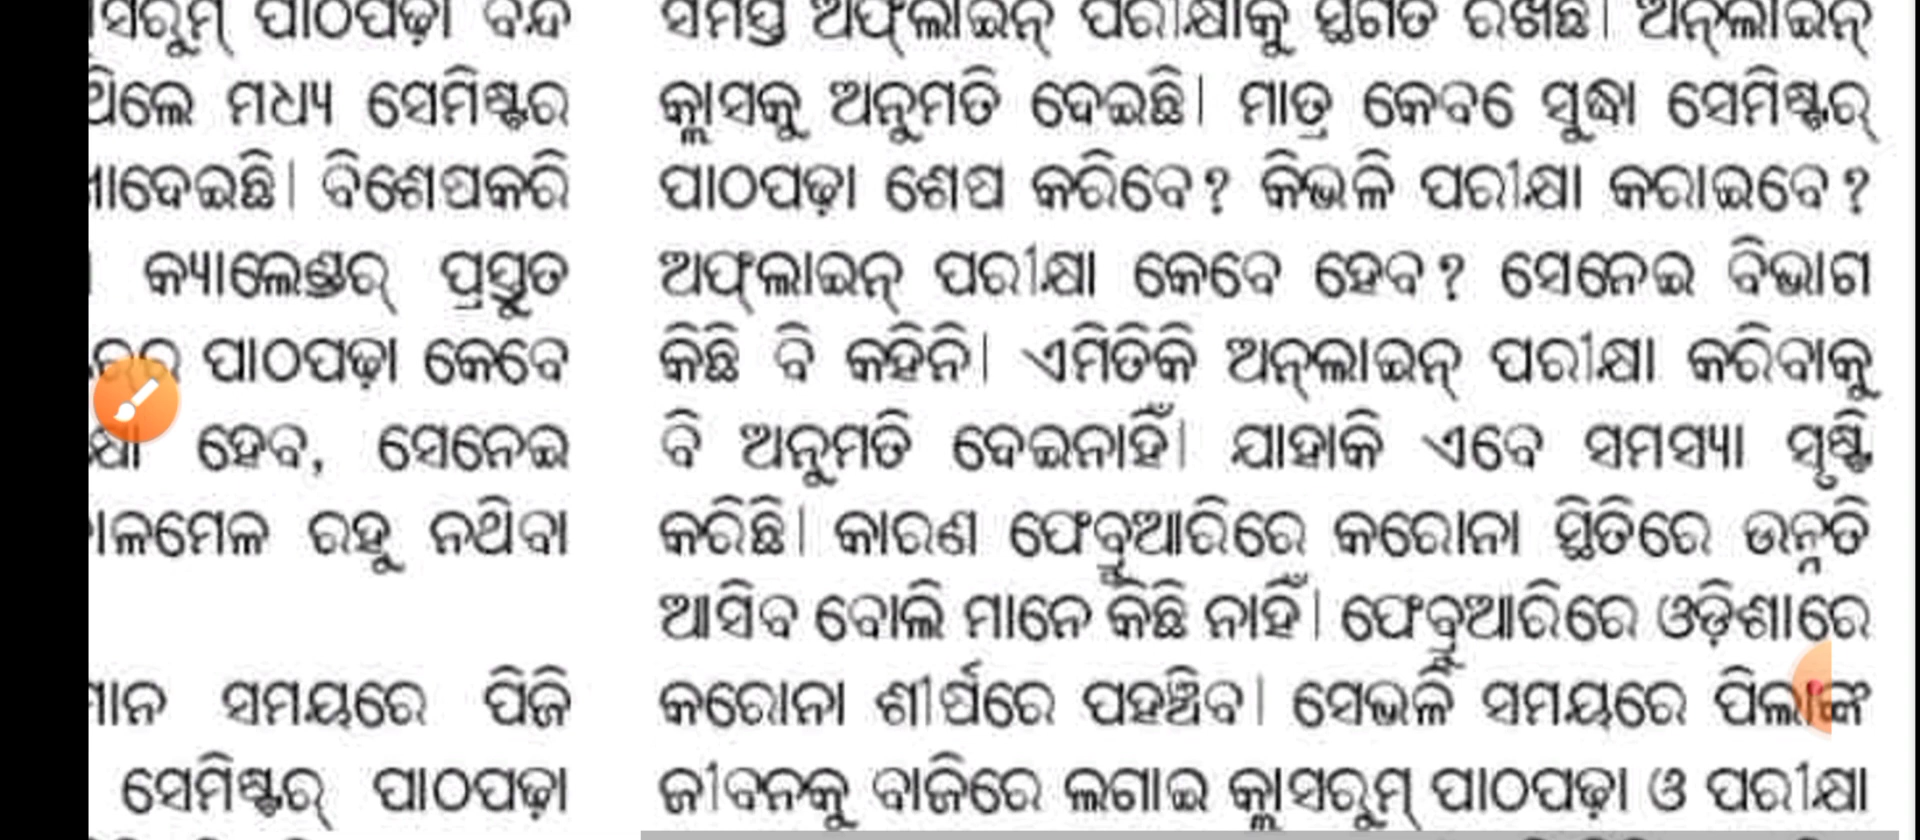 ପାଠପଢ଼ା ବନ୍ଦ
ଥିଲେ ମଧ୍ୟ ସେମିଷ୍ଟର
ବିଶେଷକରି
କ୍ୟାଲେଣ୍ଡର୍ ପ୍ରସ୍ତୁତ
ପାଠପଢ଼ା କେବେ
ହେବ, ସେନେଇ
ରହୁ ନଥିବା
ସମୟରେ ପିଜି
ସେମିଷ୍ଟର୍ ପାଠପଢ଼ା
ସମସ୍ତ ଅଫ୍‌ଲାଇନ୍ ପରୀକ୍ଷାକୁ ସ୍ଥଗିତ ରଖିଛି। ଅନ୍‌ଲାଇନ୍
କ୍ଲାସକୁ ଅନୁମତି ଦେଇଛି। ମାତ୍ର କେବେ ସୁଦ୍ଧା ସେମିଷ୍ଟର୍
ପାଠପଢ଼ା ଶେଷ କରିବେ? କିଭଳି ପରୀକ୍ଷା କରାଇବେ?
ଅଫ୍‌ଲାଇନ୍ ପରୀକ୍ଷା କେବେ ହେବ? ସେନେଇ ବିଭାଗ
କିଛି ବି କହିନି। ଏମିତିକି ଅନ୍‌ଲାଇନ୍ ପରୀକ୍ଷା କରିବାକୁ
ବି ଅନୁମତି ଦେଇନାହିଁ। ଯାହାକି ଏବେ ସମସ୍ୟା ସୃଷ୍ଟି
କରିଛି। କାରଣ ଫେବ୍ରୁଆରିରେ କରୋନା ସ୍ଥିତିରେ ଉନ୍ନତି
ଆସିବ ବୋଲି ମାନେ କିଛି ନାହିଁ। ଫେବ୍ରୁଆରିରେ ଓଡ଼ିଶାରେ
କରୋନା ଶୀର୍ଷରେ ପହଞ୍ଚିବ। ସେଭଳି ସମୟରେ ପିଲାଙ୍କ
ଜୀବନକୁ ବାଜିରେ ଲଗାଇ କ୍ଲାସରୁମ୍ ପାଠପଢ଼ା ଓ ପରୀକ୍ଷା